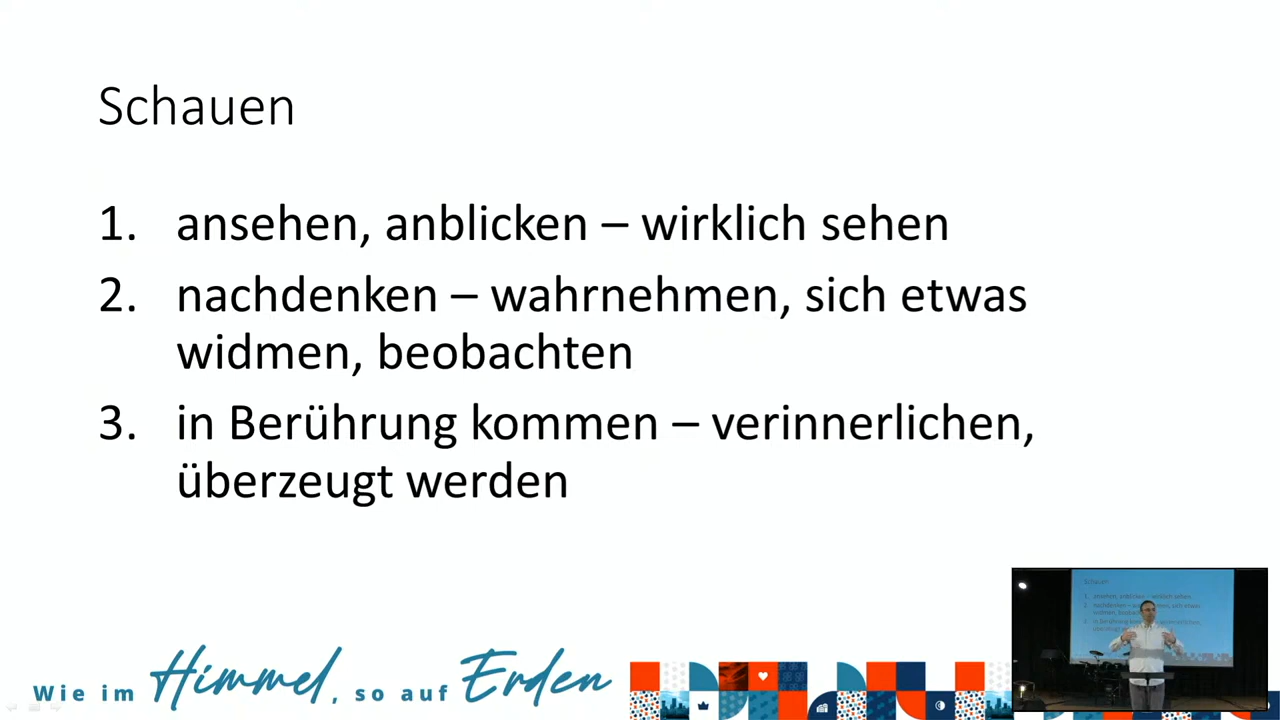 Schauen
1. ansehen, anblicken – wirklich sehen
2. nachdenken – wahrnehmen, sich etwas
widmen, beobachten
3. in Berührung kommen – verinnerlichen,
überzeugt werden
Wie im Himmel, so auf Erden